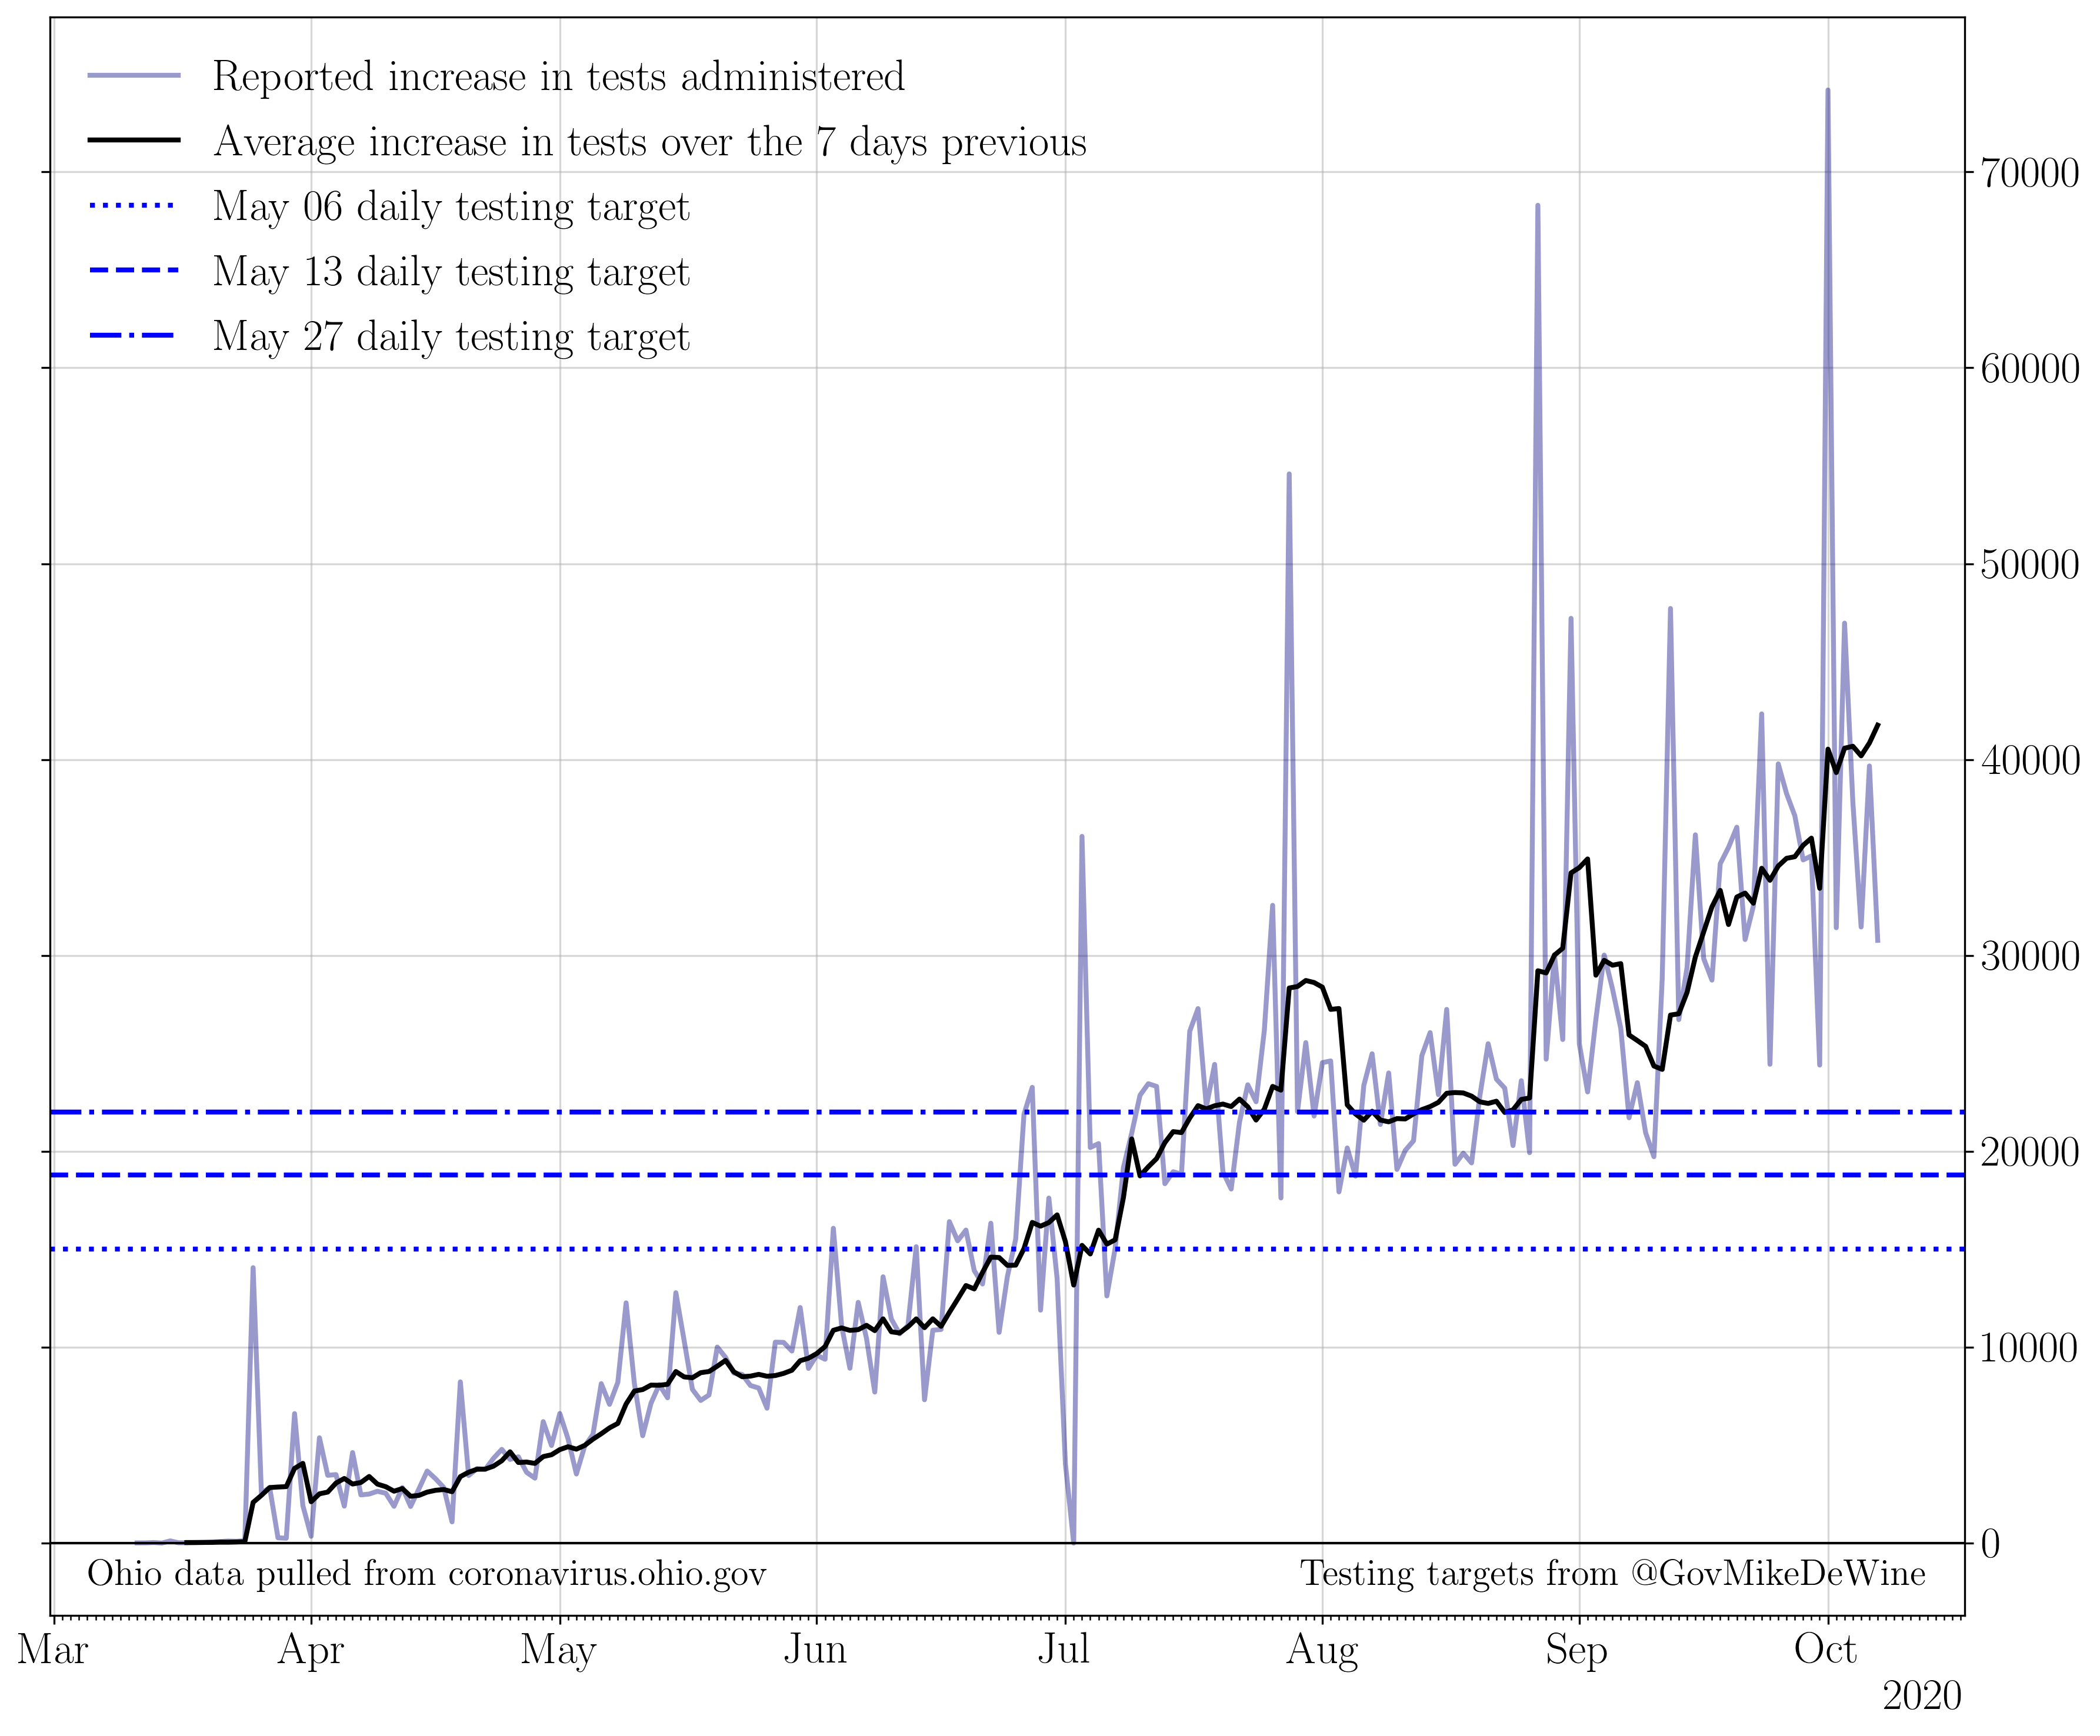 Reported increase in tests administered
Average increase in tests over the 7 days previous
May 06 daily testing target
May 13 daily testing target
May 27 daily testing target
70000
60000
50000
40000
30000
20000
10000
0
Ohio data pulled from coronavirus.ohio.gov
Testing targets from @GovMikeDeWine
Mar Apr May Jun Jul Aug Sep Oct
2020